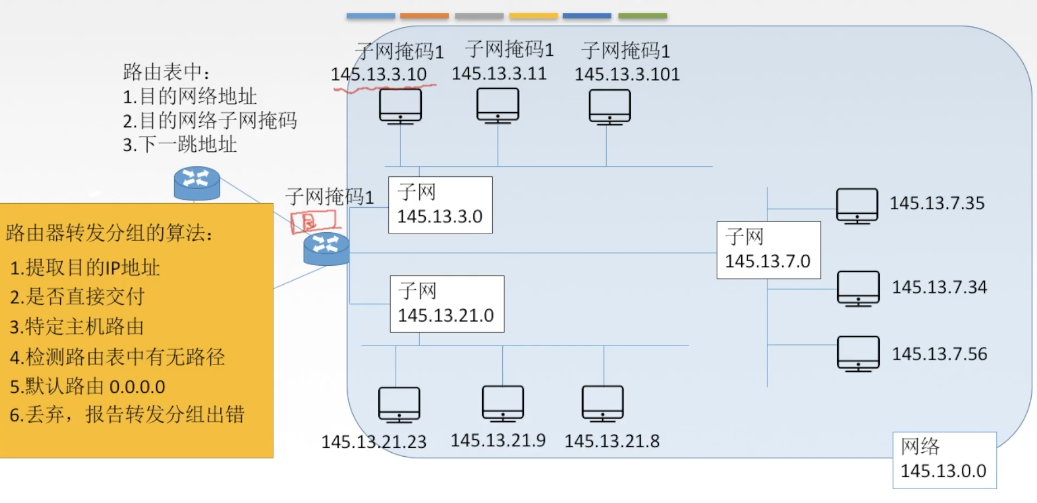 路由表中：
1.目的网络地址
2.目的网络子网掩码
3.下一跳地址
子网掩码1
145.13.3.10
子网掩码1
145.13.3.11
子网掩码1
145.13.3.101
子网掩码1
子网
145.13.3.0
子网
145.13.7.0
145.13.7.35
145.13.7.34
145.13.7.56
子网
145.13.21.0
145.13.21.23
145.13.21.9
145.13.21.8
网络
145.13.0.0
路由器转发分组的算法：
1.提取目的IP地址
2.是否直接交付
3.特定主机路由
4.检测路由表中有无路径
5.默认路由 0.0.0.0
6.丢弃，报告转发分组出错